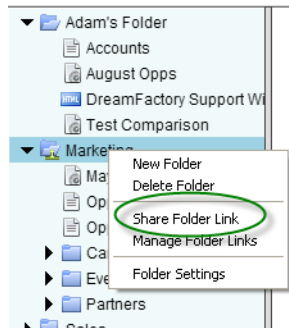 Adam's Folder
Accounts
August Opps
HTML DreamFactory Support Wi
Test Comparison
Marketing
New Folder
Delete Folder
Share Folder Link
Manage Folder Links
Folder Settings
Ma
Op
Op
Ca
Eve
Partners
Sales